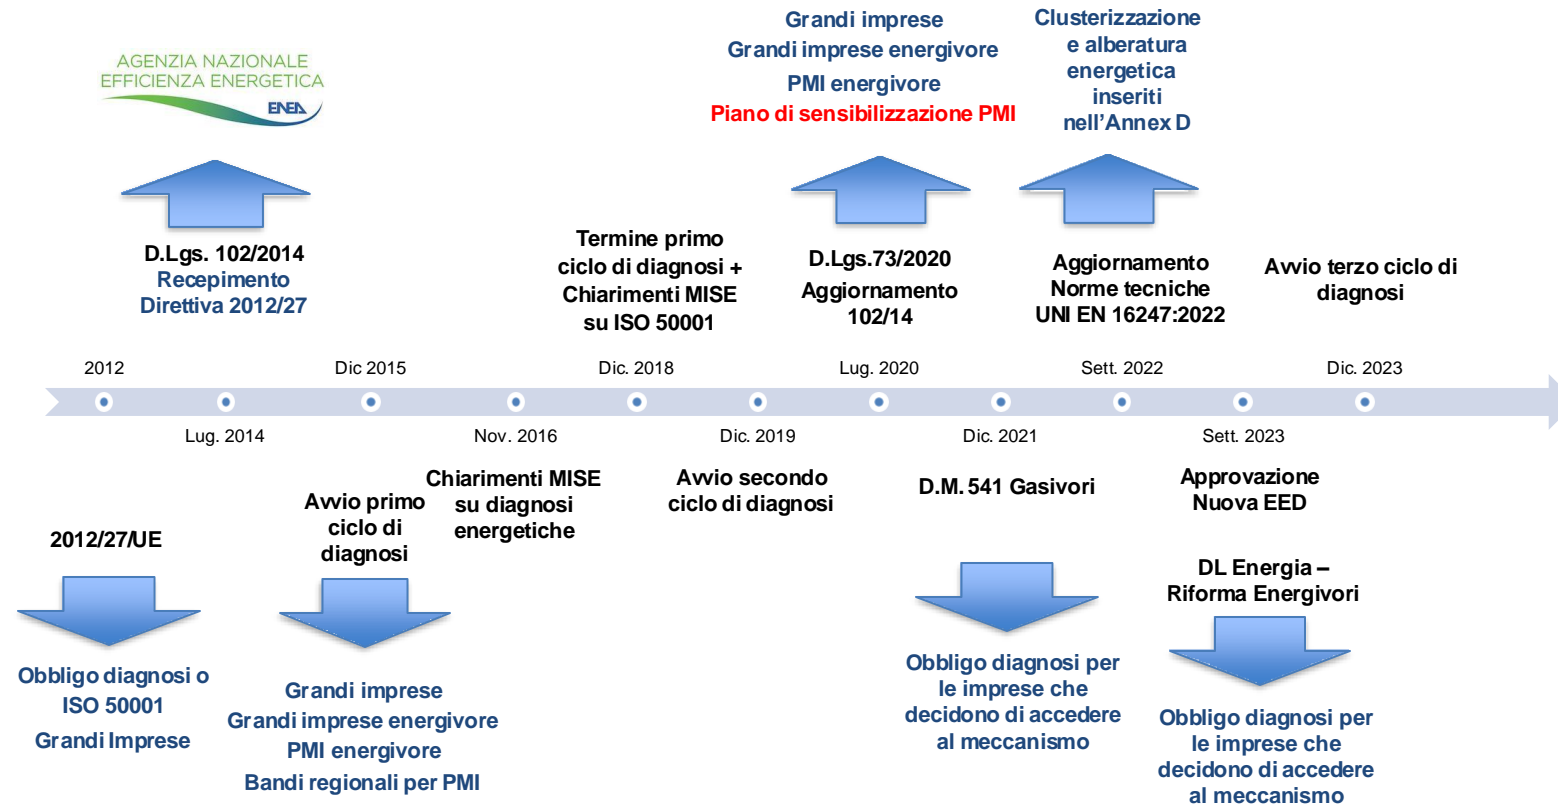 AGENZIA NAZIONALE
EFFICIENZA ENERGETICA
ENEA
Grandi imprese
Grandi imprese energivore
PMI energivore
Piano di sensibilizzazione PMI
Clusterizzazione
e alberatura
energetica
inseriti
nell'Annex D
D.Lgs. 102/2014
Recepimento
Direttiva 2012/27
Termine primo
ciclo di diagnosi +
Chiarimenti MISE
su ISO 50001
D.Lgs.73/2020
Aggiornamento
102/14
Aggiornamento
Norme tecniche
UNI EN 16247:2022
Avvio terzo ciclo di
diagnosi
2012
Dic 2015
Dic. 2018
Lug. 2020
Sett. 2022
Dic. 2023
Lug. 2014
Nov. 2016
Dic. 2019
Dic. 2021
Sett. 2023
2012/27/UE
Avvio primo
ciclo di
diagnosi
Chiarimenti MISE
su diagnosi
energetiche
Avvio secondo
ciclo di diagnosi
D.M. 541 Gasivori
Approvazione
Nuova EED
DL Energia –
Riforma Energivori
Obbligo diagnosi o
ISO 50001
Grandi Imprese
Grandi imprese
Grandi imprese energivore
PMI energivore
Bandi regionali per PMI
Obbligo diagnosi per
le imprese che
decidono di accedere
al meccanismo
Obbligo diagnosi per
le imprese che
decidono di accedere
al meccanismo